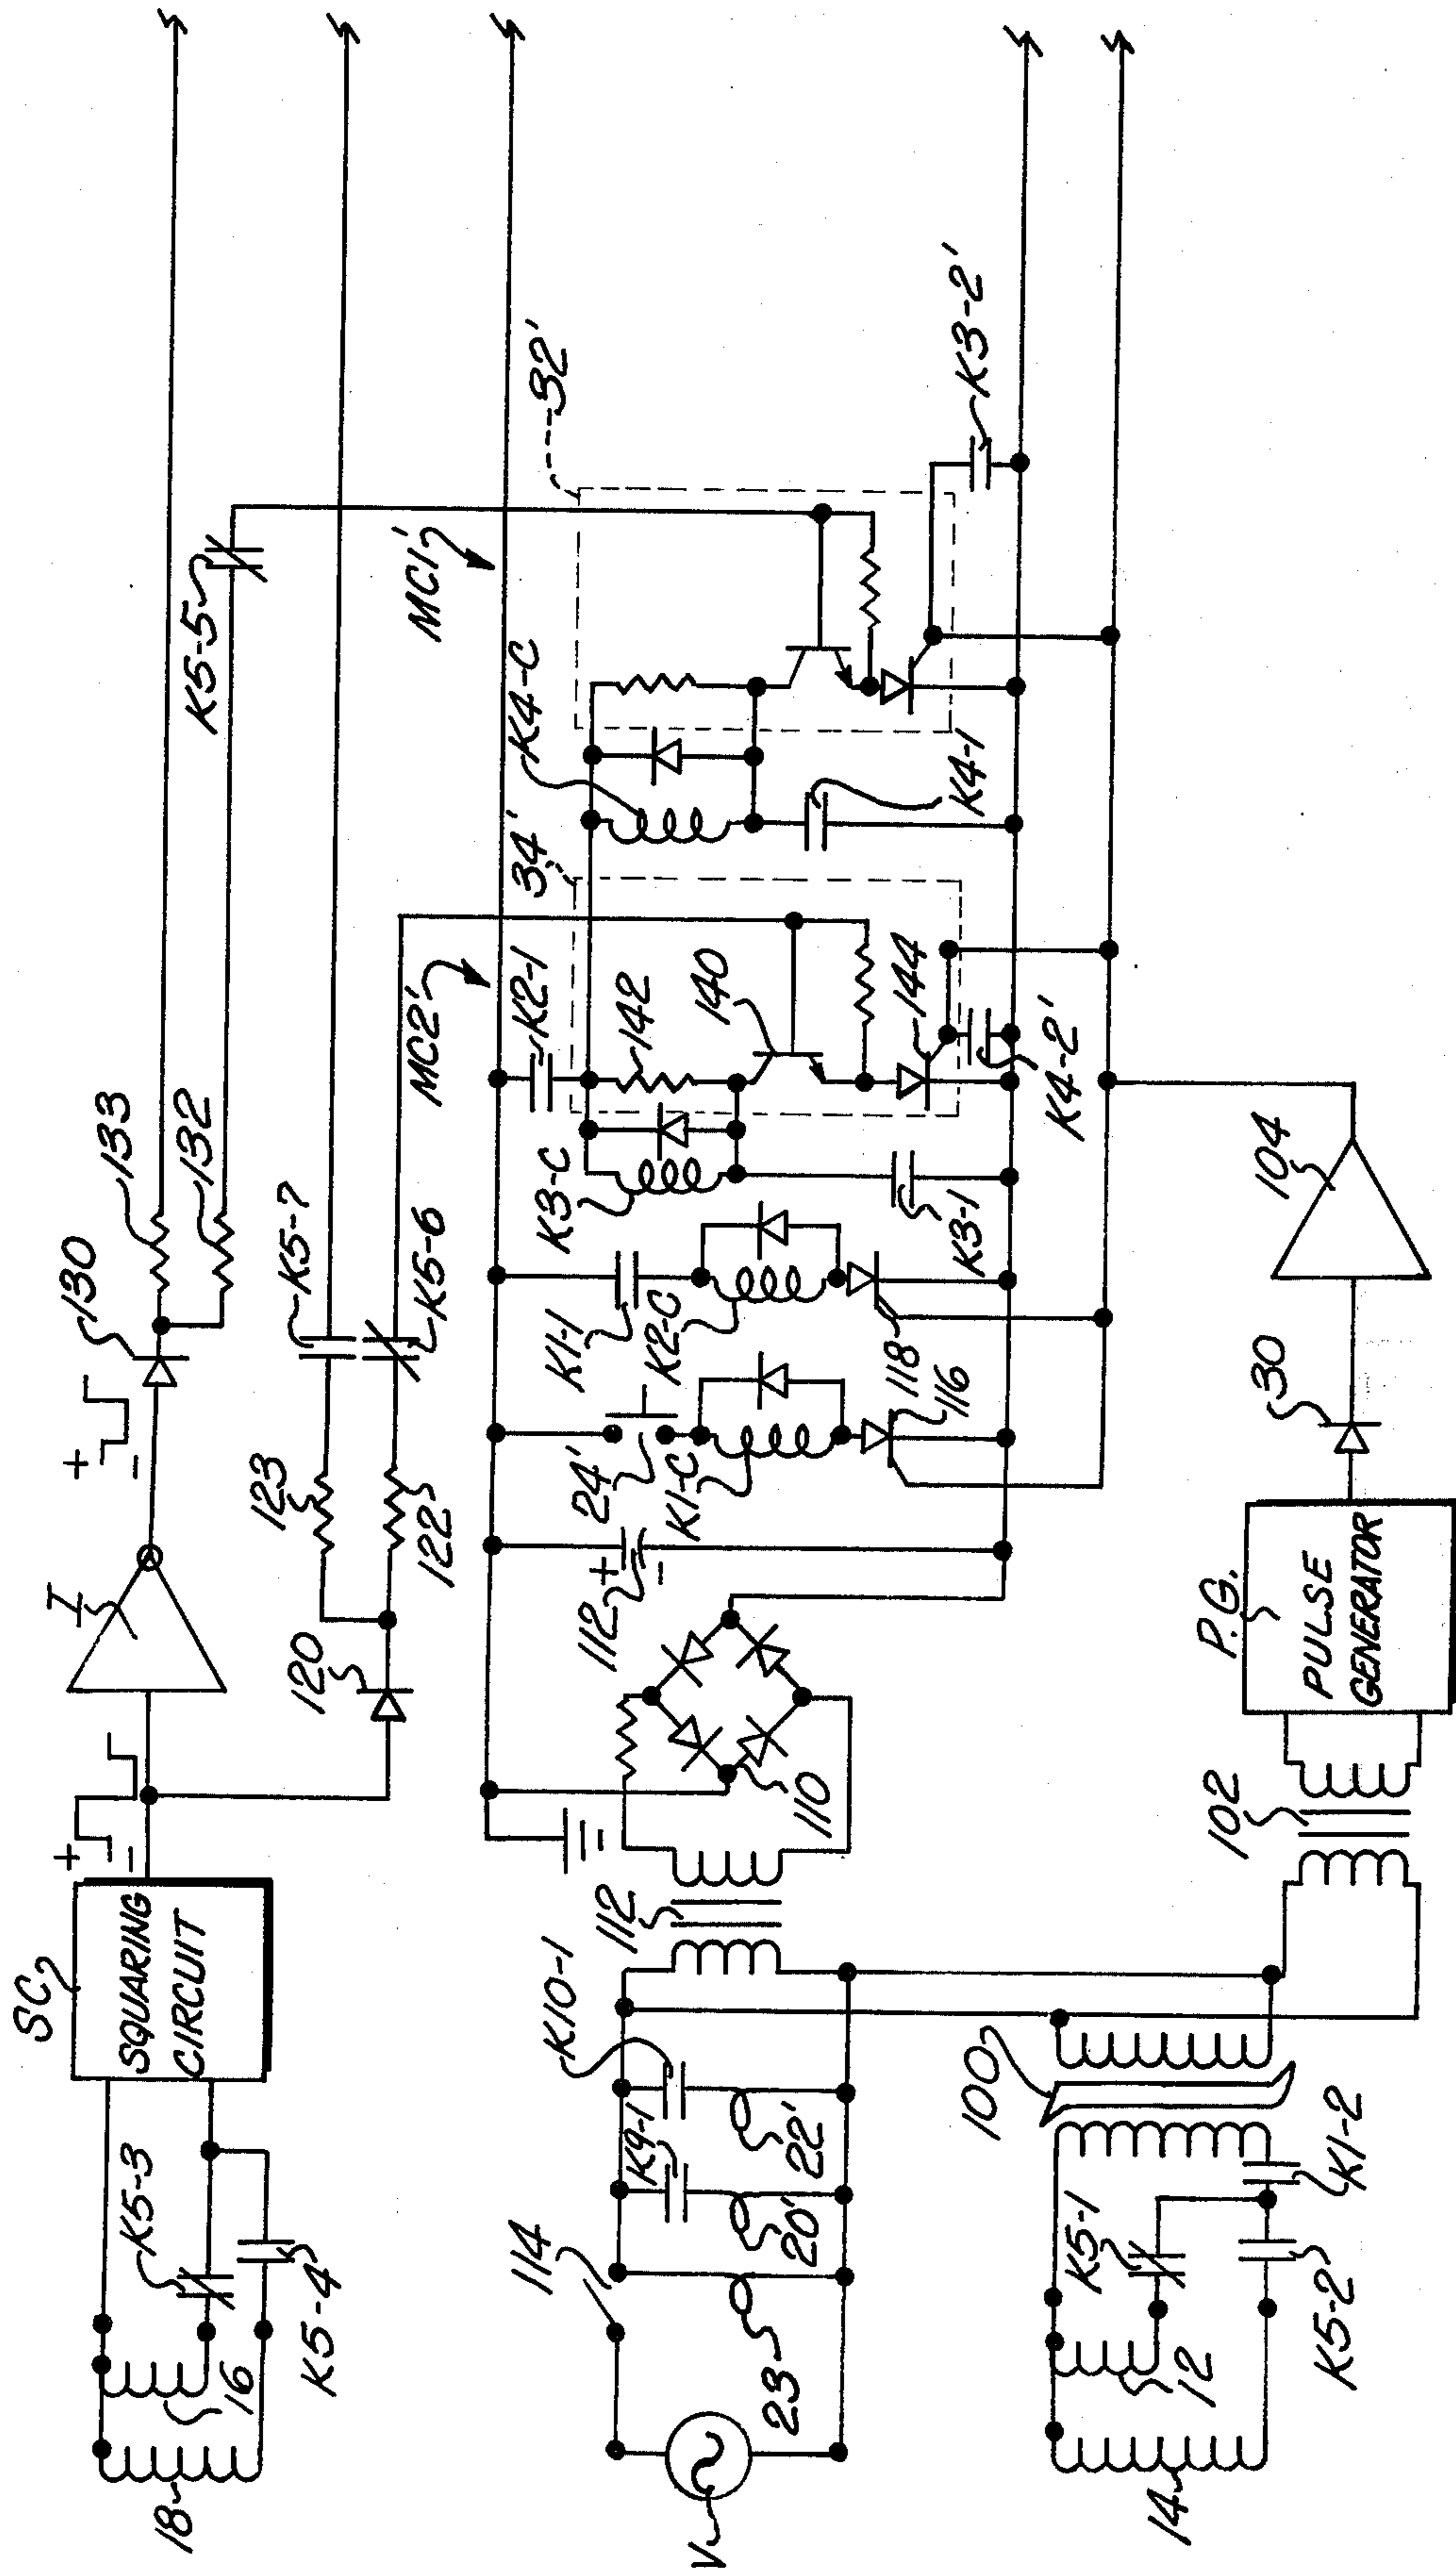 SC
SQUARING
CIRCUIT
+
−
I
+
−
130
133
132
K5-5
18
16
K5-3
K5-4
120
123
122
K5-7
K5-6
MC2'
MC1'
V
114
23
K9-1
20'
K10-1
22'
112
110
112
+
−
24'
K1-C
116
K1-1
K2-C
118
K3-C
K3-1
K2-1
142
140
144
34'
K4-2'
K4-C
K4-1
32'
K3-2'
14
12
K5-1
K5-2
K1-2
100
102
P.G.
PULSE
GENERATOR
30
104